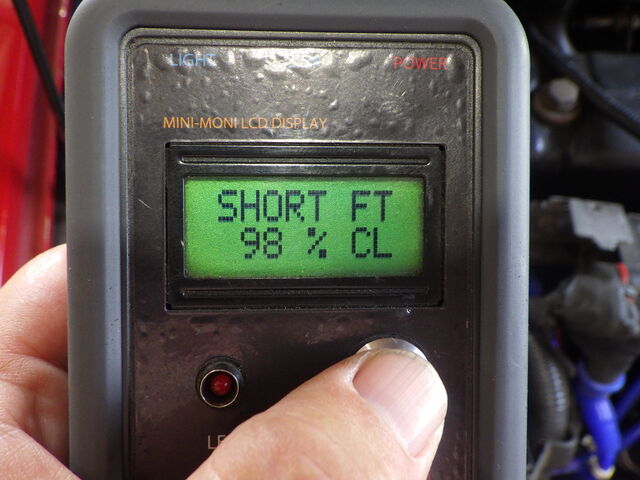 LIGHT
POWER
MINI-MONI LCD DISPLAY
SHORT FT
98 % CL